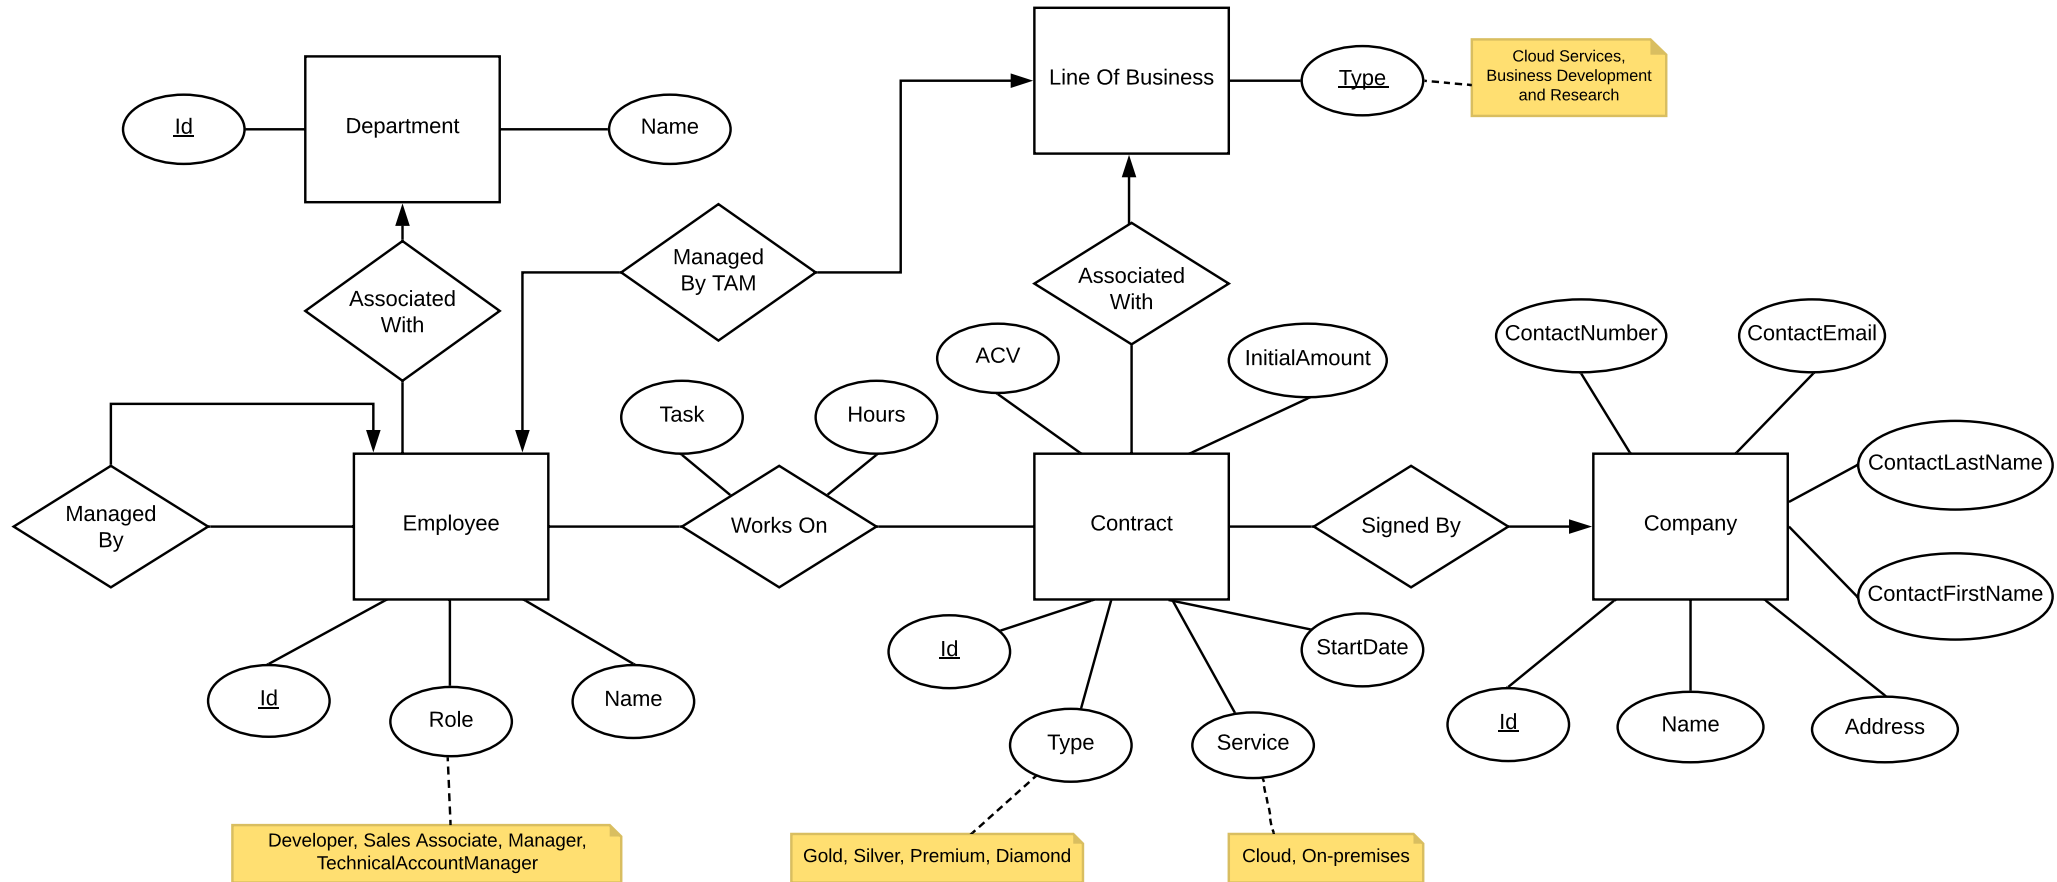 Line Of Business
Type
Cloud Services,
Business Development
and Research
Department
Id
Name
Managed
By TAM
Associated
With
Associated
With
ACV
InitialAmount
ContactNumber
ContactEmail
Task
Hours
ContactLastName
Managed
By
Employee
Works On
Contract
Signed By
Company
ContactFirstName
Id
Role
Name
Id
StartDate
Type
Service
Id
Name
Address
Developer, Sales Associate, Manager,
TechnicalAccountManager
Gold, Silver, Premium, Diamond
Cloud, On-premises